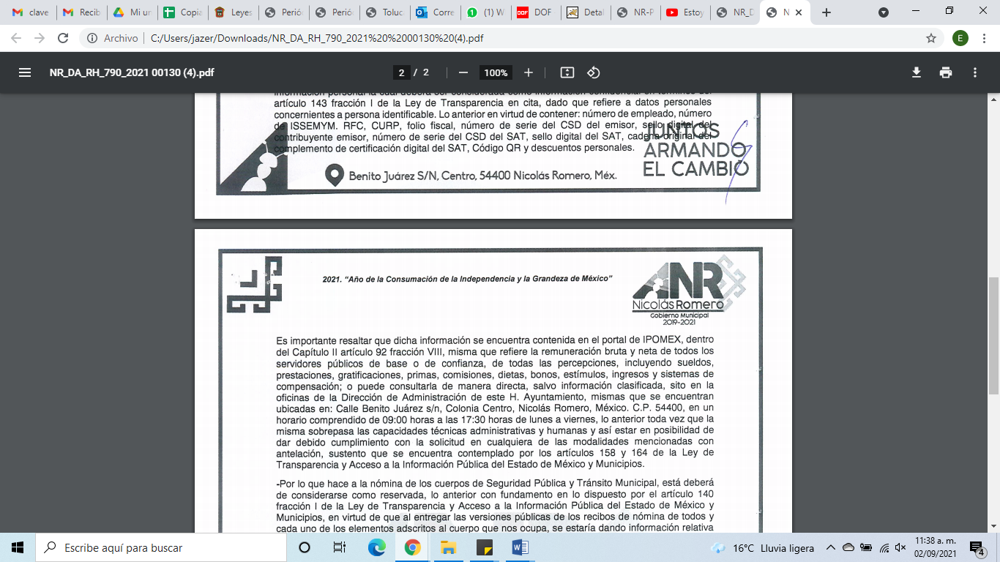 clave
Recib
Mi un
Copia
Leyes
Perió
Perió
Toluc
Corre
(1) W
DOF
Detal
NR-P
Estoy
NR_D
N
Archivo
C:/Users/jazer/Downloads/NR_DA_RH_790_2021%20%2000130%20(4).pdf
E
NR_DA_RH_790_2021 00130 (4).pdf
2 / 2
100%
información personal la cual deberá ser considerada como información confidencial en términos del
artículo 143 fracción I de la Ley de Transparencia en cita, dado que refiere a datos personales
concernientes a persona identificable. Lo anterior en virtud de contener: número de empleado, número
de ISSEMYM. RFC, CURP, folio fiscal, número de serie del CSD del emisor, sello digital del
contribuyente emisor, número de serie del CSD del SAT, sello digital del SAT, cadena original del
complemento de certificación digital del SAT, Código QR y descuentos personales.
JUNTOS
ARMANDO
EL CAMBIO
Benito Juárez S/N, Centro, 54400 Nicolás Romero, Méx.
2021. “Año de la Consumación de la Independencia y la Grandeza de México”
ANR
Nicolás Romero
Gobierno Municipal
2019-2021
Es importante resaltar que dicha información se encuentra contenida en el portal de IPOMEX, dentro
del Capítulo II artículo 92 fracción VIII, misma que refiere la remuneración bruta y neta de todos los
servidores públicos de base o de confianza, de todas las percepciones, incluyendo sueldos,
prestaciones, gratificaciones, primas, comisiones, dietas, bonos, estímulos, ingresos y sistemas de
compensación; o puede consultarla de manera directa, salvo información clasificada, sito en la
oficinas de la Dirección de Administración de este H. Ayuntamiento, mismas que se encuentran
ubicadas en: Calle Benito Juárez s/n, Colonia Centro, Nicolás Romero, México. C.P. 54400, en un
horario comprendido de 09:00 horas a las 17:30 horas de lunes a viernes, lo anterior toda vez que la
misma sobrepasa las capacidades técnicas administrativas y humanas y así estar en posibilidad de
dar debido cumplimiento con la solicitud en cualquiera de las modalidades mencionadas con
antelación, sustento que se encuentra contemplado por los artículos 158 y 164 de la Ley de
Transparencia y Acceso a la Información Pública del Estado de México y Municipios.
-Por lo que hace a la nómina de los cuerpos de Seguridad Pública y Tránsito Municipal, está deberá
de considerarse como reservada, lo anterior con fundamento en lo dispuesto por el artículo 140
fracción I de la Ley de Transparencia y Acceso a la Información Pública del Estado de México y
Municipios, en virtud de que al entregar las versiones públicas de los recibos de nómina de todos y
cada uno de los elementos adscritos al cuerpo que nos ocupa, se estaría dando información relativa
Escribe aquí para buscar
16°C Lluvia ligera
11:38 a. m.
02/09/2021
4